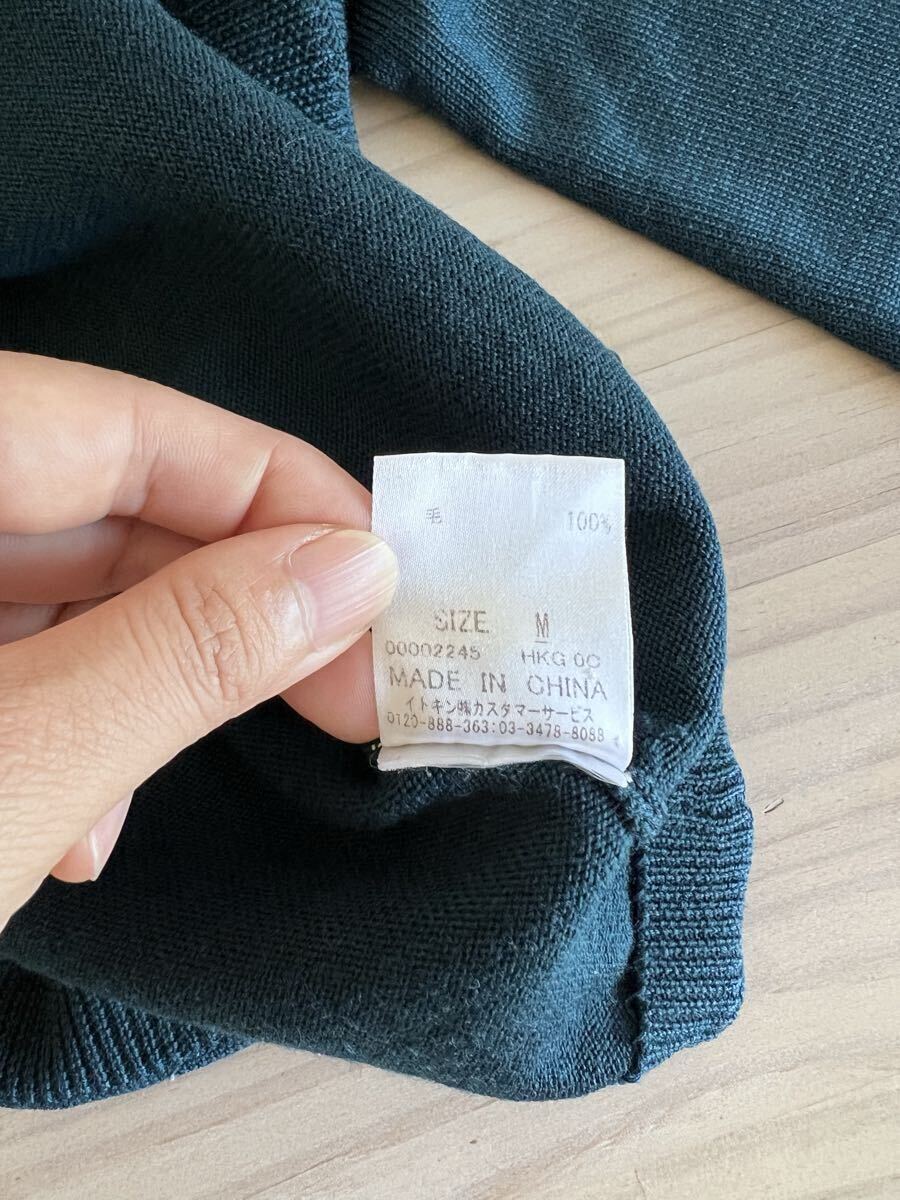 毛 100%
SIZE M
00002245 HKG 0C
MADE IN CHINA
イトキン㈱カスタマーサービス
0120-888-363:03-3478-8088